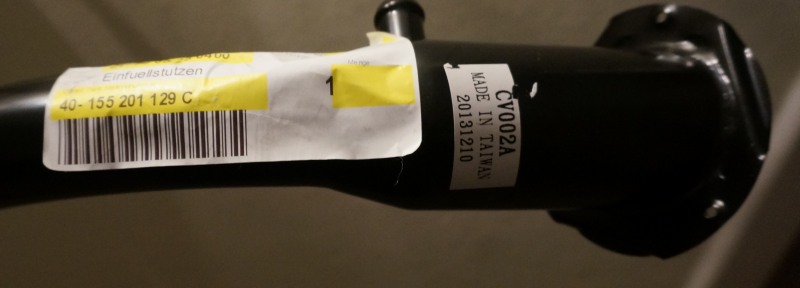 Einfuellstutzen
40- 155 201 129 C
1
CV002A
MADE IN TAIWAN
20131210